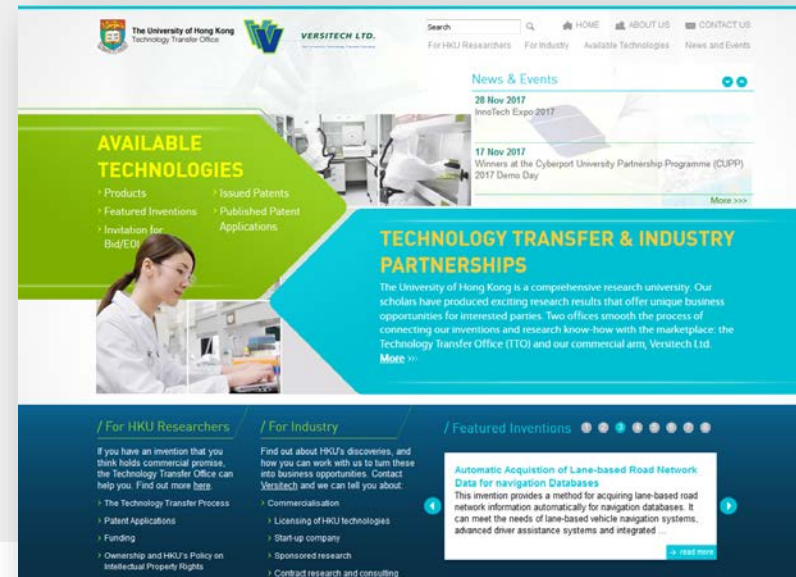 The University of Hong Kong
Technology Transfer Office
VERSITECH LTD.
Search
HOME
ABOUT US
CONTACT US
For HKU Researchers
For Industry
Available Technologies
News and Events
News & Events
28 Nov 2017
InnoTech Expo 2017
17 Nov 2017
Winners at the Cyberport University Partnership Programme (CUPP)
2017 Demo Day
More >>>
AVAILABLE
TECHNOLOGIES
› Products
› Featured Inventions
› Invitation for
Bid/EOI
› Issued Patents
› Published Patent
Applications
TECHNOLOGY TRANSFER & INDUSTRY
PARTNERSHIPS
The University of Hong Kong is a comprehensive research university. Our
scholars have produced exciting research results that offer unique business
opportunities for interested parties. Two offices smooth the process of
connecting our inventions and research know-how with the marketplace: the
Technology Transfer Office (TTO) and our commercial arm, Versitech Ltd.
More >>>
/ For HKU Researchers
If you have an invention that you
think holds commercial promise,
the Technology Transfer Office can
help you. Find out more here.
› The Technology Transfer Process
› Patent Applications
› Funding
› Ownership and HKU's Policy on
Intellectual Property Rights
/ For Industry
Find out about HKU's discoveries, and
how you can work with us to turn these
into business opportunities. Contact
Versitech and we can tell you about:
› Commercialisation
› Licensing of HKU technologies
› Start-up company
› Sponsored research
› Contract research and consulting
/ Featured Inventions 1 2 3 4 5 6 7 8
Automatic Acquistion of Lane-based Road Network
Data for navigation Databases
This invention provides a method for acquiring lane-based road
network information automatically for navigation databases. It
can meet the needs of lane-based vehicle navigation systems,
advanced driver assistance systems and integrated ...
→ read more